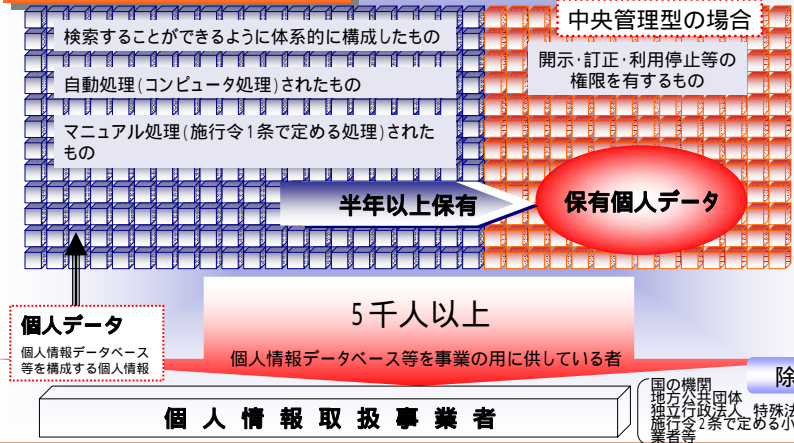 中央管理型の場合
検索することができるように体系的に構成したもの
自動処理(コンピュータ処理)されたもの
マニュアル処理(施行令1条で定める処理)された
もの
開示・訂正・利用停止等の
権限を有するもの
半年以上保有
保有個人データ
個人データ
個人情報データベース
等を構成する個人情報
5千人以上
個人情報データベース等を事業の用に供している者
個人情報取扱事業者
除
国の機関
地方公共団体
独立行政法人 特殊法
施行令2条で定める小
業者等